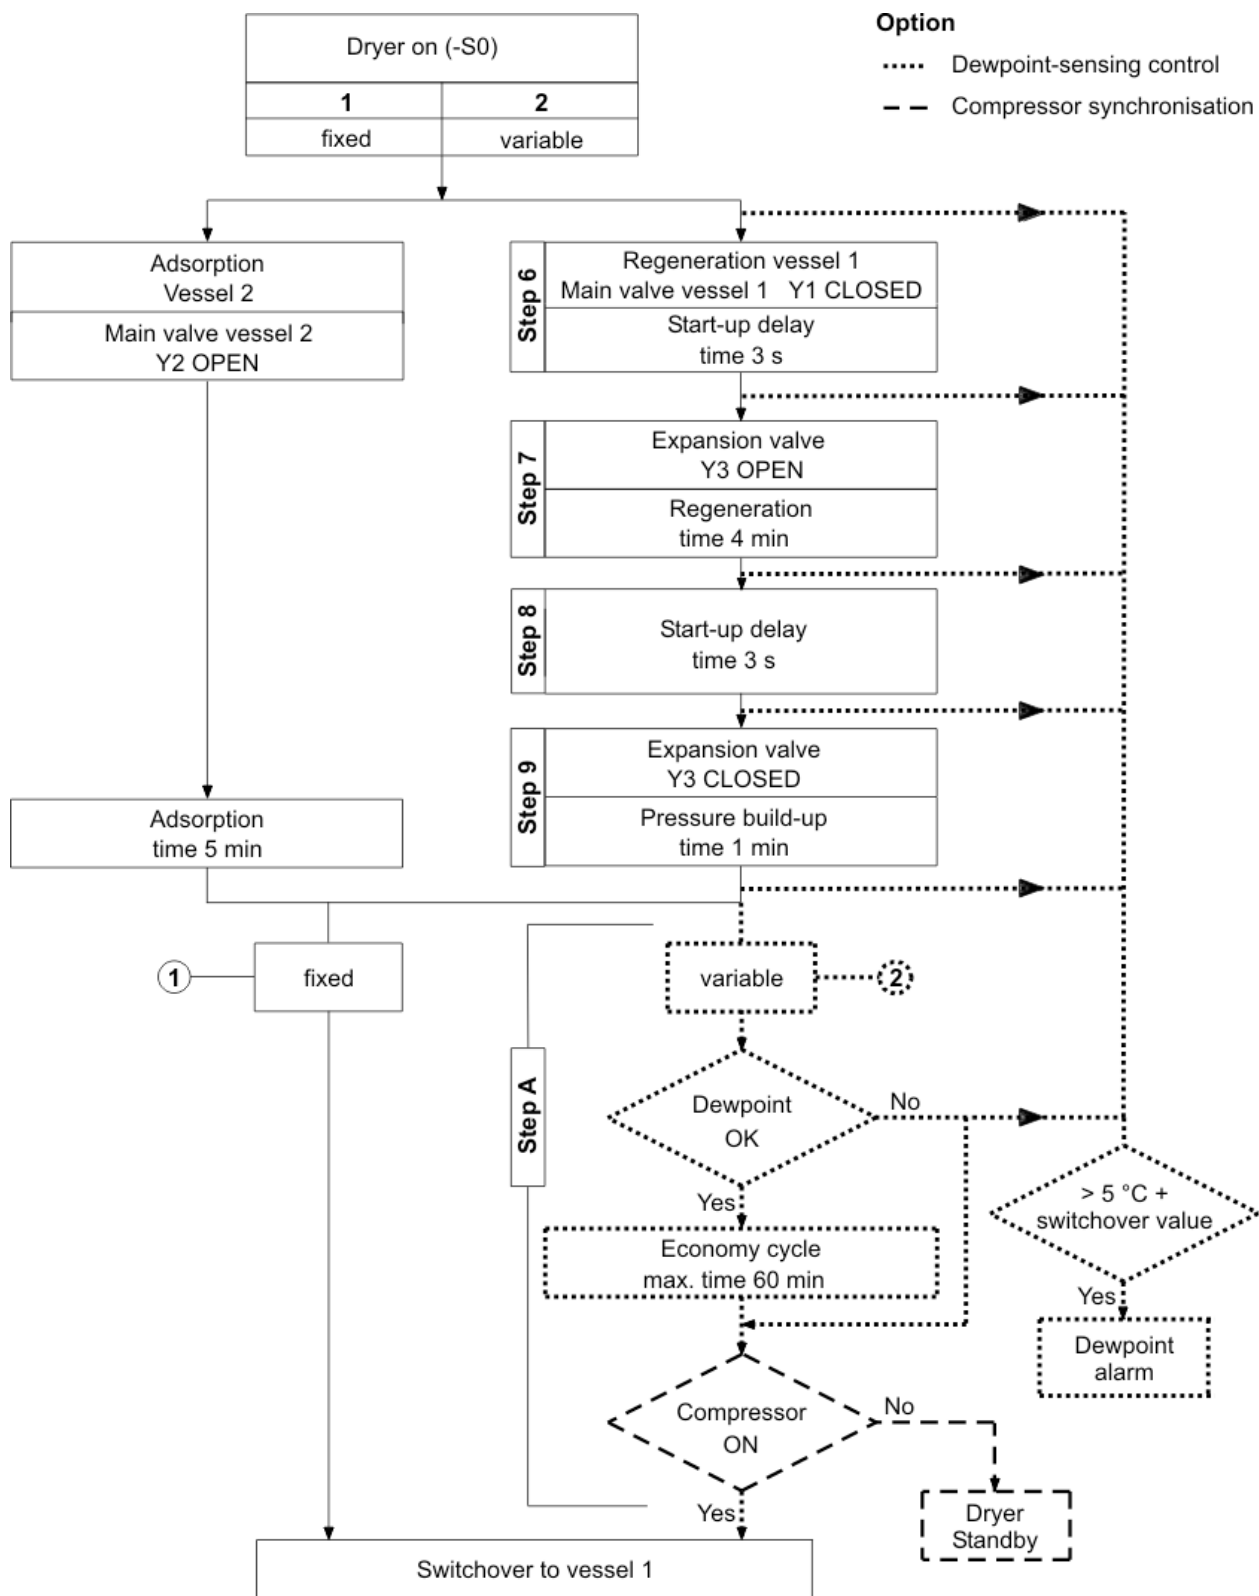 Option
Dewpoint-sensing control
Compressor synchronisation
Dryer on (-S0)
1
2
fixed
variable
Adsorption
Vessel 2
Main valve vessel 2
Y2 OPEN
Step 6
Regeneration vessel 1
Main valve vessel 1 Y1 CLOSED
Start-up delay
time 3 s
Step 7
Expansion valve
Y3 OPEN
Regeneration
time 4 min
Step 8
Start-up delay
time 3 s
Step 9
Expansion valve
Y3 CLOSED
Pressure build-up
time 1 min
Adsorption
time 5 min
1
fixed
variable
2
Step A
Dewpoint
OK
No
Yes
> 5 °C +
switchover value
Yes
Dewpoint
alarm
Economy cycle
max. time 60 min
Compressor
ON
No
Yes
Dryer
Standby
Switchover to vessel 1